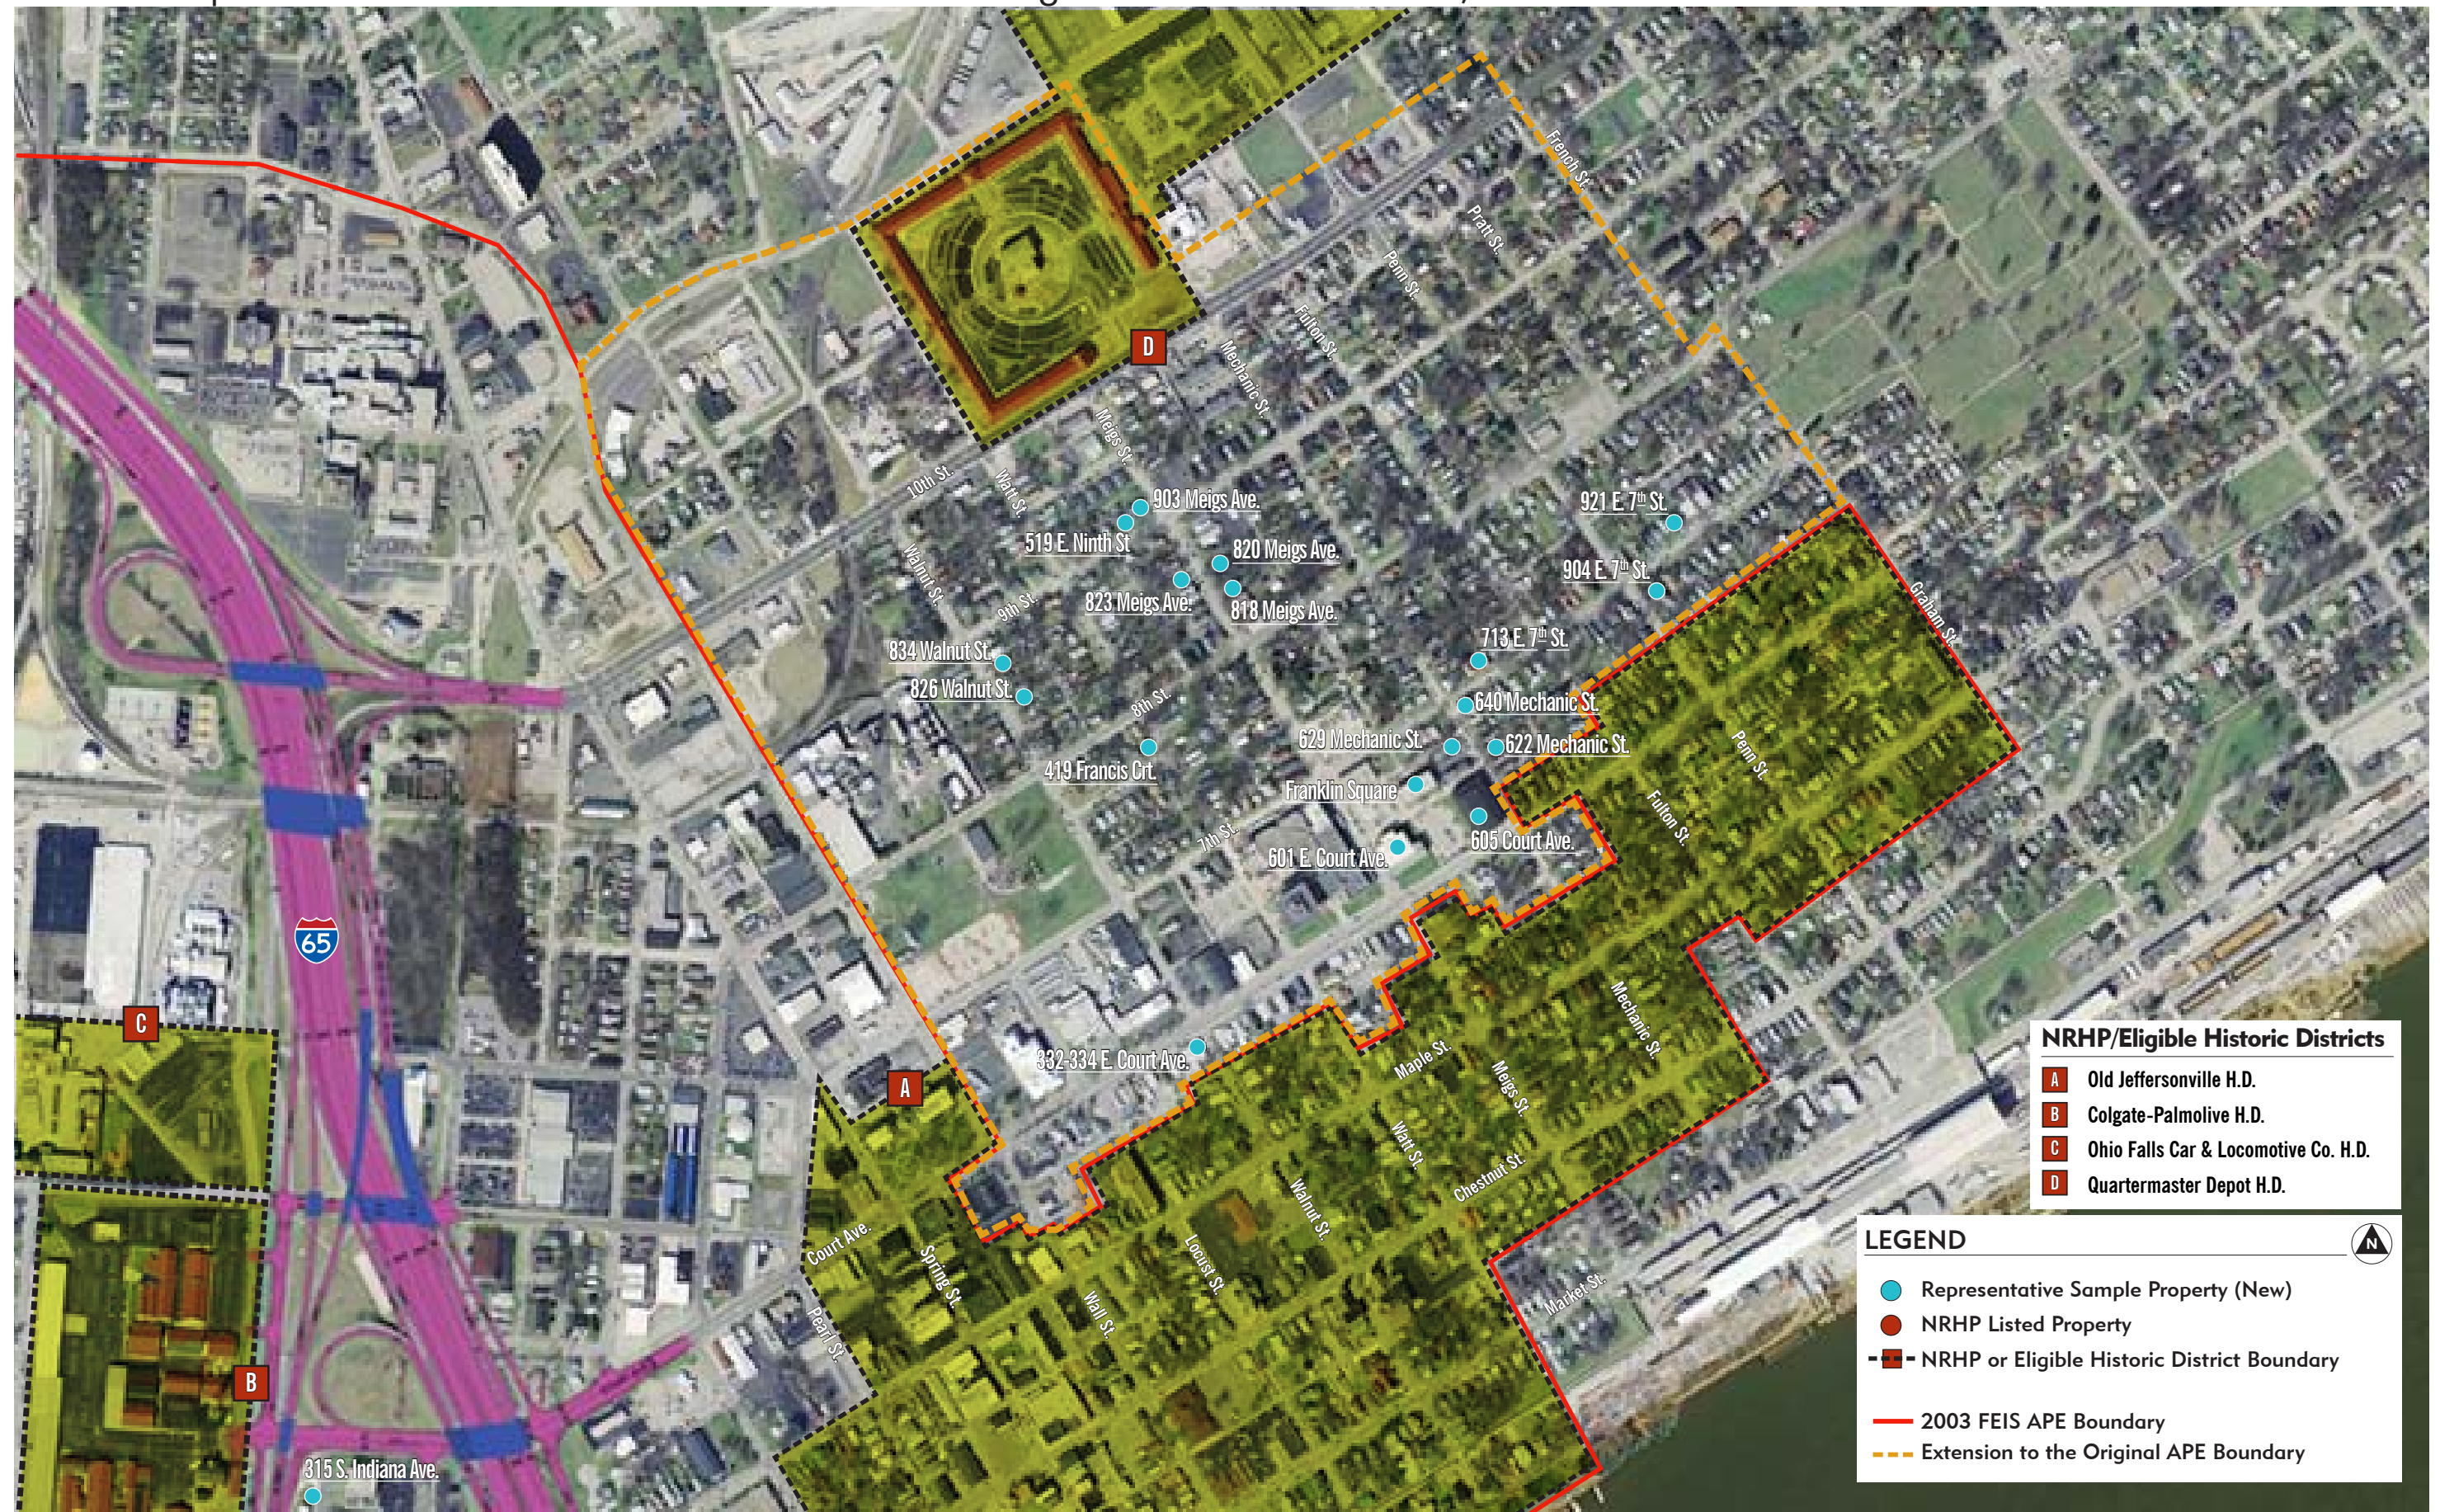 French St.
Pratt St.
Penn St.
Fulton St.
Mechanic St.
D
Meigs St.
10th St.
Watt St.
903 Meigs Ave.
519 E. Ninth St
921 E. 7th St.
820 Meigs Ave.
904 E. 7th St.
Walnut St.
9th St.
823 Meigs Ave.
818 Meigs Ave.
Graham St.
713 E. 7th St.
834 Walnut St.
826 Walnut St.
8th St.
640 Mechanic St.
629 Mechanic St.
622 Mechanic St.
Penn St.
419 Francis Crt.
Franklin Square
Fulton St.
7th St.
605 Court Ave.
601 E. Court Ave.
65
C
Mechanic St.
332-334 E. Court Ave.
Maple St.
A
Meigs St.
Watt St.
Chestnut St.
Walnut St.
Court Ave.
Spring St.
Locust St.
Market St.
Wall St.
Pearl St.
B
315 S. Indiana Ave.
NRHP/Eligible Historic Districts
A Old Jeffersonville H.D.
B Colgate-Palmolive H.D.
C Ohio Falls Car & Locomotive Co. H.D.
D Quartermaster Depot H.D.
LEGEND
N
Representative Sample Property (New)
NRHP Listed Property
NRHP or Eligible Historic District Boundary
2003 FEIS APE Boundary
Extension to the Original APE Boundary